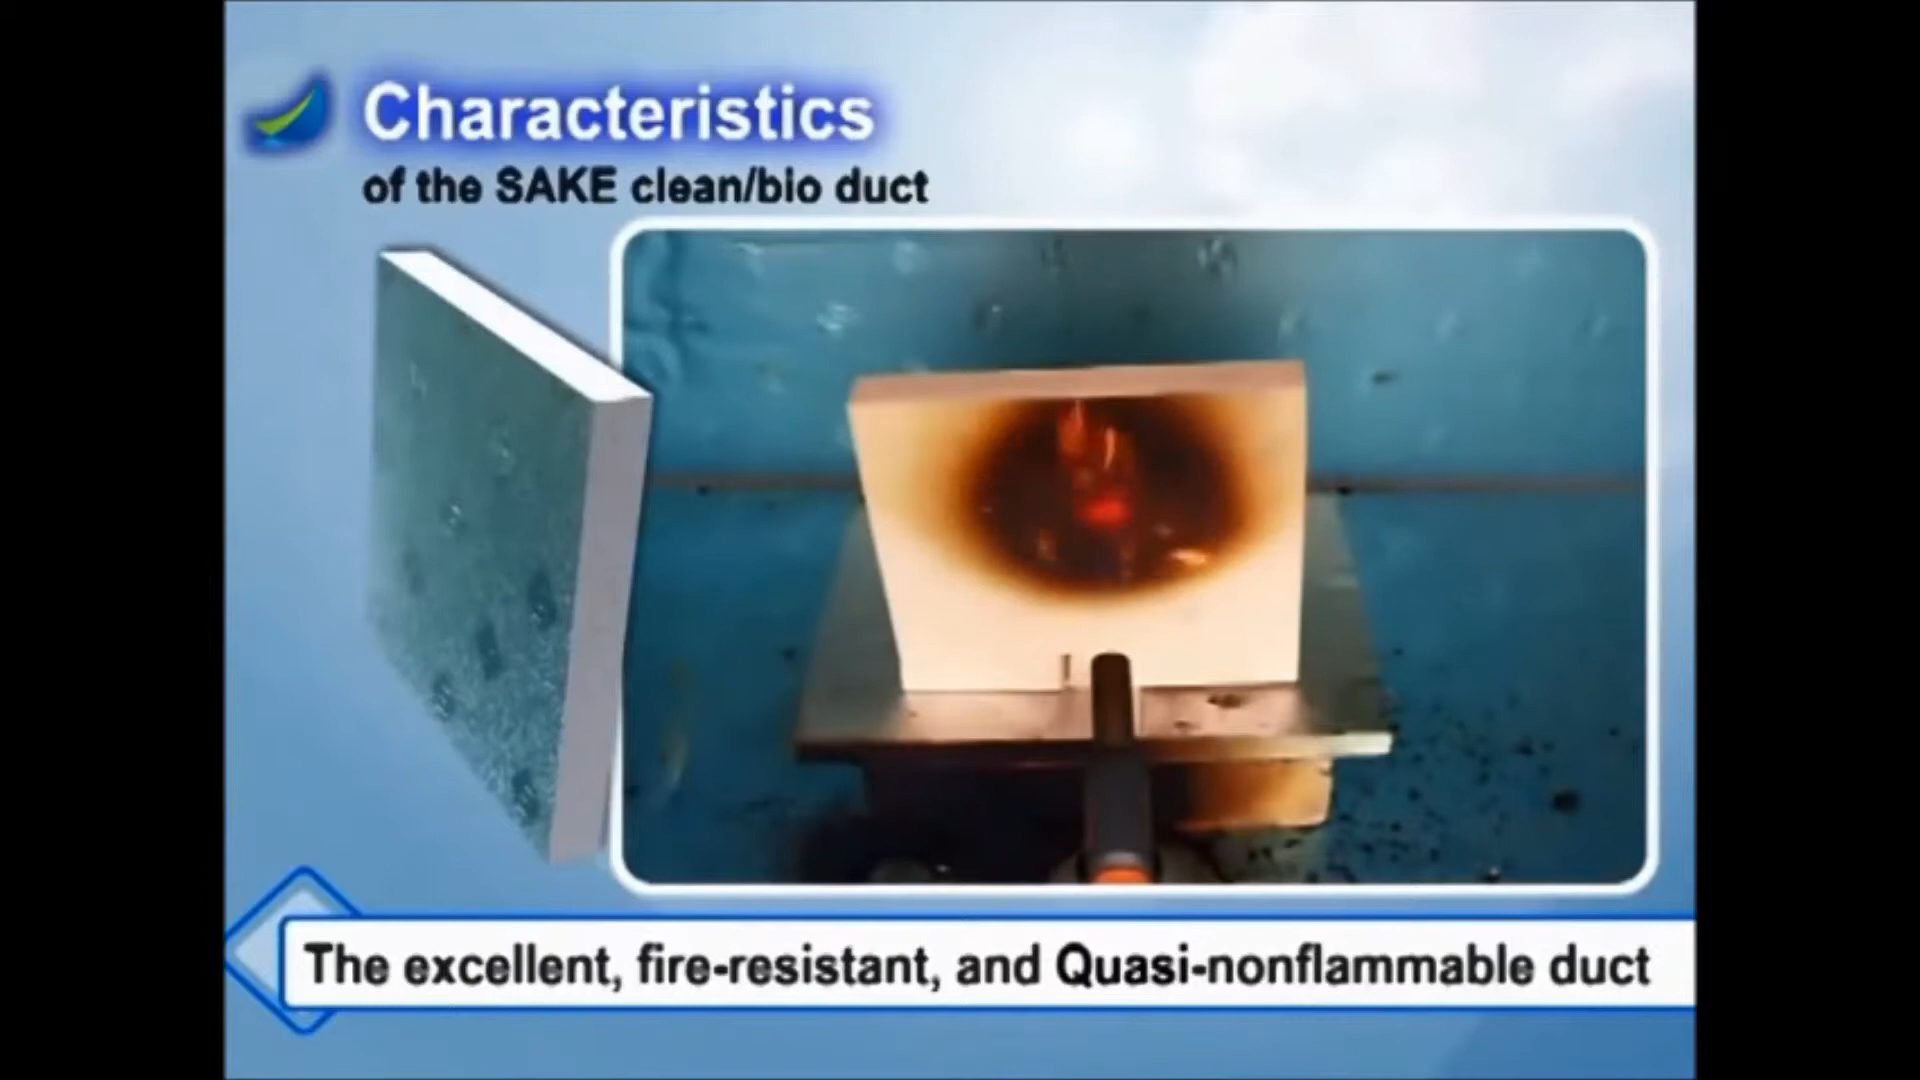 Characteristics
of the SAKE clean/bio duct
The excellent, fire-resistant, and Quasi-nonflammable duct